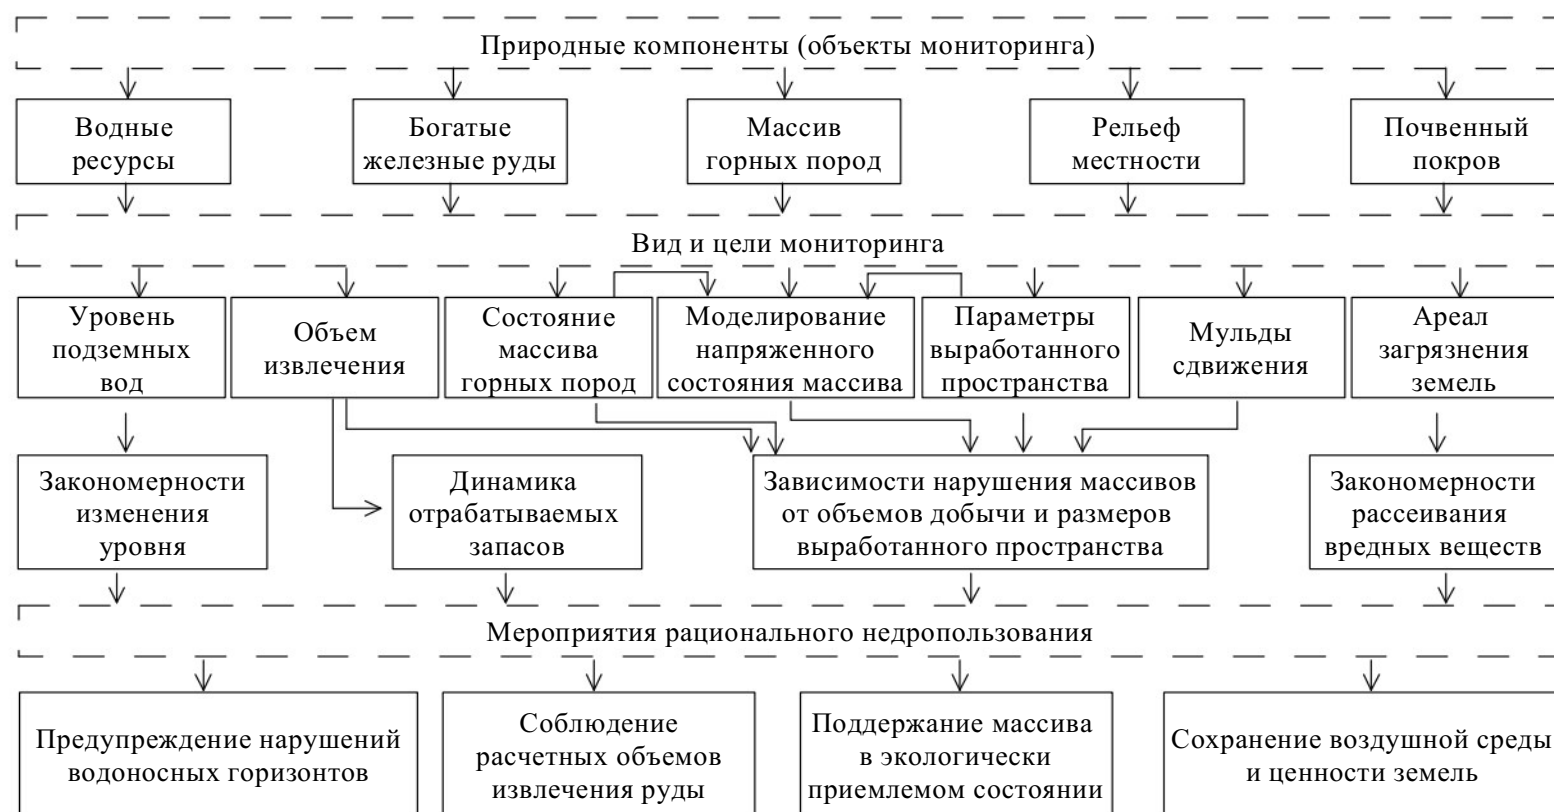 Природные компоненты (объекты мониторинга)
Водные
ресурсы
Богатые
железные руды
Массив
горных пород
Рельеф
местности
Почвенный
покров
Вид и цели мониторинга
Уровень
подземных
вод
Объем
извлечения
Состояние
массива
горных пород
Моделирование
напряженного
состояния массива
Параметры
выработанного
пространства
Мульды
сдвижения
Ареал
загрязнения
земель
Закономерности
изменения
уровня
Динамика
отрабатываемых
запасов
Зависимости нарушения массивов
от объемов добычи и размеров
выработанного пространства
Закономерности
рассеивания
вредных веществ
Мероприятия рационального недропользования
Предупреждение нарушений
водоносных горизонтов
Соблюдение
расчетных объемов
извлечения руды
Поддержание массива
в экологически
приемлемом состоянии
Сохранение воздушной среды
и ценности земель